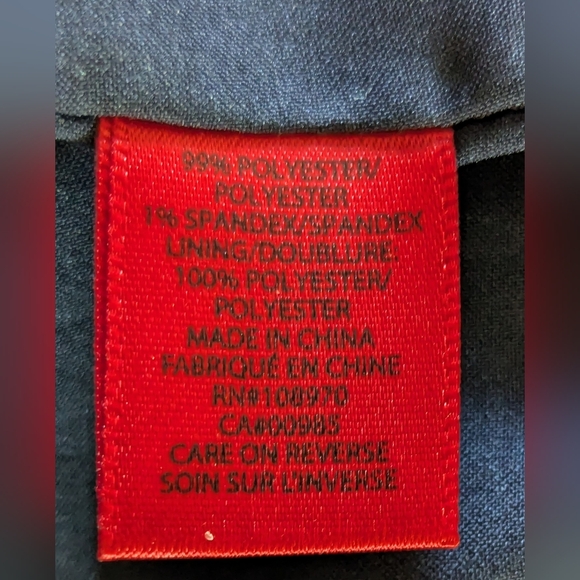 99% POLYESTER/
POLYESTER
1% SPANDEX/SPANDEX
LINING/DOUBLURE:
100% POLYESTER/
POLYESTER
MADE IN CHINA
FABRIQUÉ EN CHINE
RN#108970
CA#00985
CARE ON REVERSE
SOIN SUR L'INVERSE